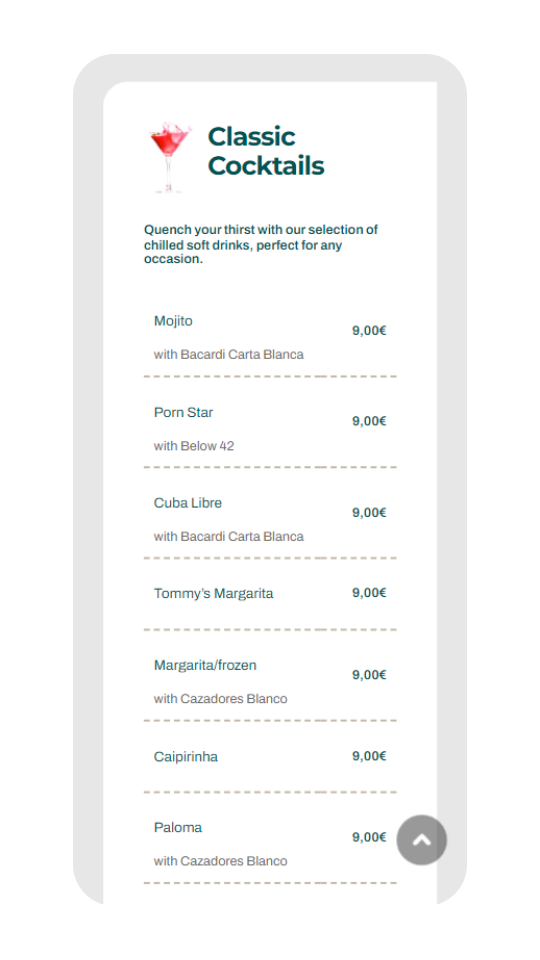 Classic
Cocktails
Quench your thirst with our selection of
chilled soft drinks, perfect for any
occasion.
Mojito
9,00€
with Bacardi Carta Blanca
Porn Star
9,00€
with Below 42
Cuba Libre
9,00€
with Bacardi Carta Blanca
Tommy’s Margarita 9,00€
Margarita/frozen
9,00€
with Cazadores Blanco
Caipirinha 9,00€
Paloma
9,00€
with Cazadores Blanco